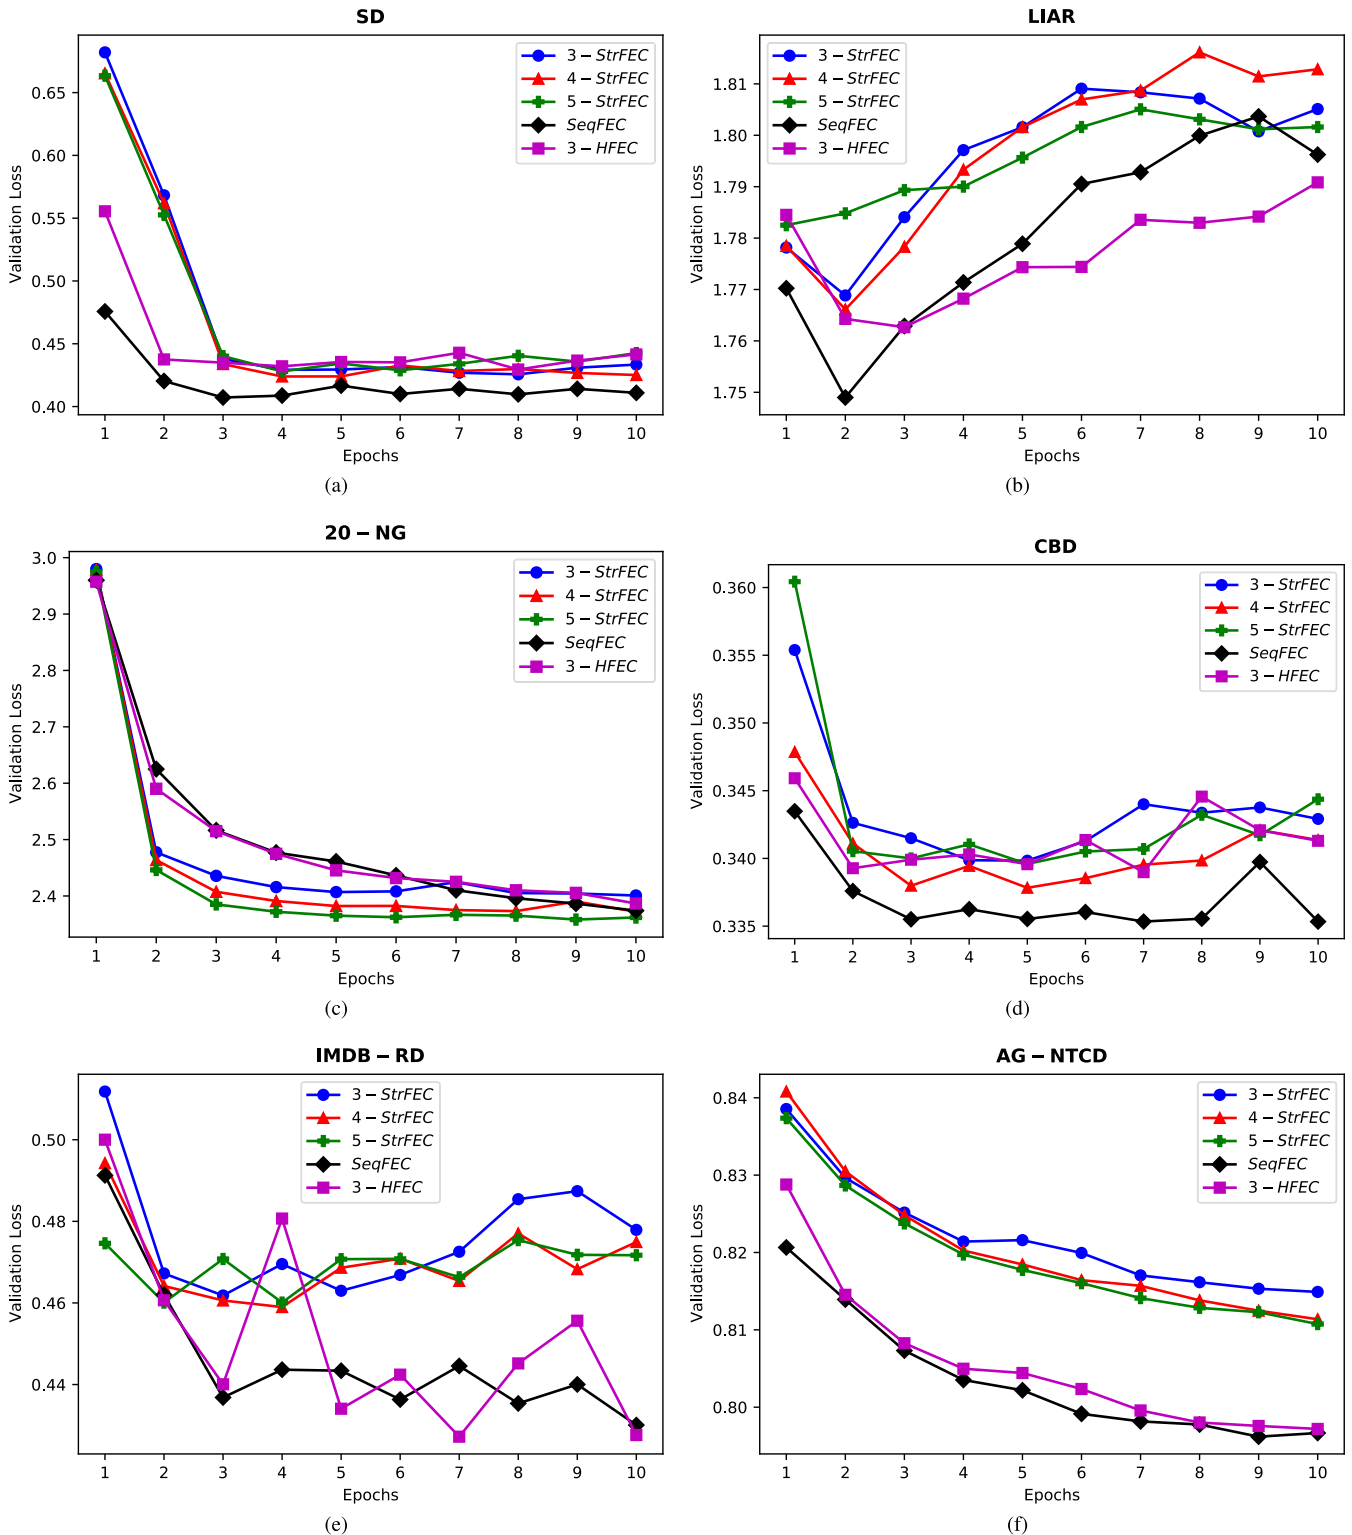 SD
Validation Loss
0.65
0.60
0.55
0.50
0.45
0.40
3 − StrFEC
4 − StrFEC
5 − StrFEC
SeqFEC
3 − HFEC
1 2 3 4 5 6 7 8 9 10
Epochs
(a)
LIAR
Validation Loss
1.81
1.80
1.79
1.78
1.77
1.76
1.75
3 − StrFEC
4 − StrFEC
5 − StrFEC
SeqFEC
3 − HFEC
1 2 3 4 5 6 7 8 9 10
Epochs
(b)
20 − NG
Validation Loss
3.0
2.9
2.8
2.7
2.6
2.5
2.4
3 − StrFEC
4 − StrFEC
5 − StrFEC
SeqFEC
3 − HFEC
1 2 3 4 5 6 7 8 9 10
Epochs
(c)
CBD
Validation Loss
0.360
0.355
0.350
0.345
0.340
0.335
3 − StrFEC
4 − StrFEC
5 − StrFEC
SeqFEC
3 − HFEC
1 2 3 4 5 6 7 8 9 10
Epochs
(d)
IMDB − RD
Validation Loss
0.50
0.48
0.46
0.44
3 − StrFEC
4 − StrFEC
5 − StrFEC
SeqFEC
3 − HFEC
1 2 3 4 5 6 7 8 9 10
Epochs
(e)
AG − NTCD
Validation Loss
0.84
0.83
0.82
0.81
0.80
3 − StrFEC
4 − StrFEC
5 − StrFEC
SeqFEC
3 − HFEC
1 2 3 4 5 6 7 8 9 10
Epochs
(f)